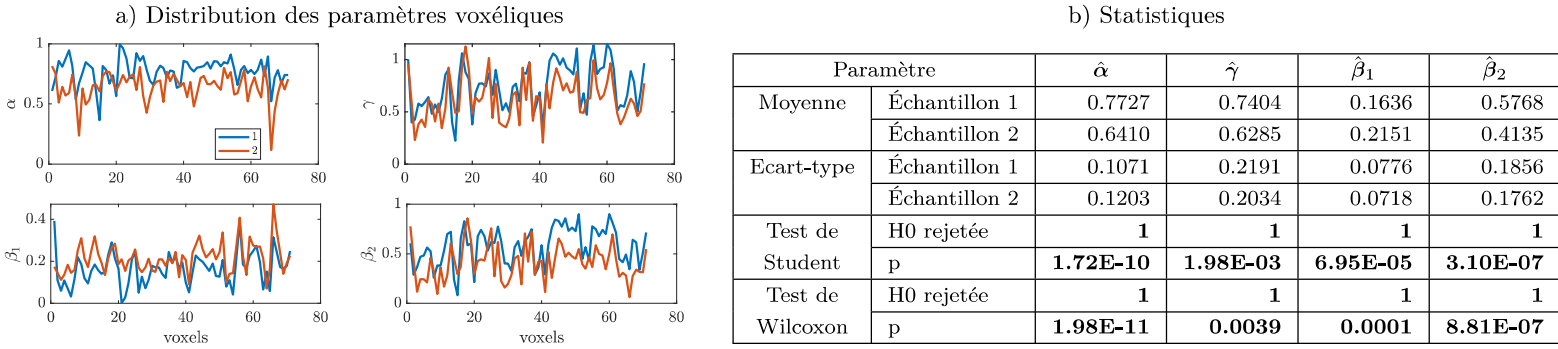 a) Distribution des paramètres voxéliques
1
0.5
0
α
0 20 40 60 80
1
2
1
0.5
0
γ
0 20 40 60 80
0.4
0.2
0
β1
0 20 40 60 80
voxels
1
0.5
0
β2
0 20 40 60 80
voxels
b) Statistiques
Paramètre α̂ γ̂ β̂1 β̂2
Moyenne Échantillon 1 0.7727 0.7404 0.1636 0.5768
Échantillon 2 0.6410 0.6285 0.2151 0.4135
Ecart-type Échantillon 1 0.1071 0.2191 0.0776 0.1856
Échantillon 2 0.1203 0.2034 0.0718 0.1762
Test de H0 rejetée 1 1 1 1
Student p 1.72E-10 1.98E-03 6.95E-05 3.10E-07
Test de H0 rejetée 1 1 1 1
Wilcoxon p 1.98E-11 0.0039 0.0001 8.81E-07